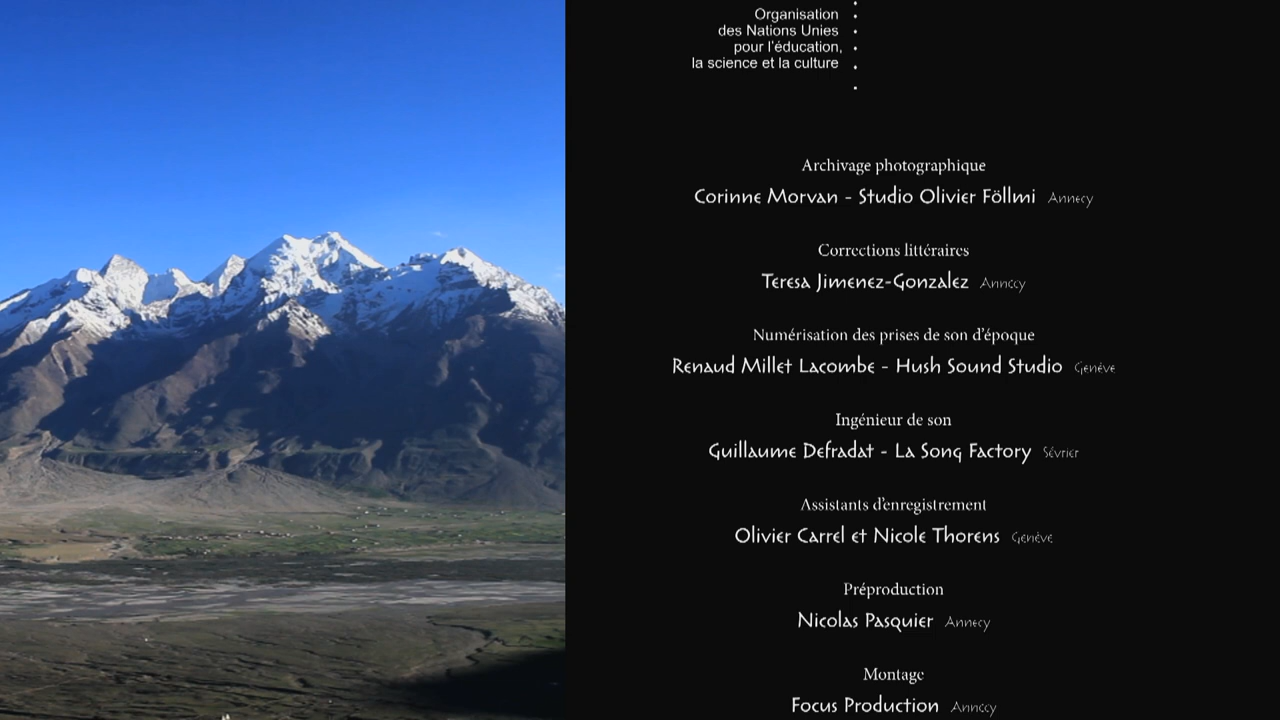 Organisation
des Nations Unies
pour l'éducation,
la science et la culture
Archivage photographique
Corinne Morvan - Studio Olivier Föllmi Annecy
Corrections littéraires
Teresa Jimenez-Gonzalez Annecy
Numérisation des prises de son d'époque
Renaud Millet Lacombe - Hush Sound Studio Genève
Ingénieur de son
Guillaume Defradat - La Song Factory Sévrier
Assistants d'enregistrement
Olivier Carrel et Nicole Thorens Genève
Préproduction
Nicolas Pasquier Annecy
Montage
Focus Production Annecy